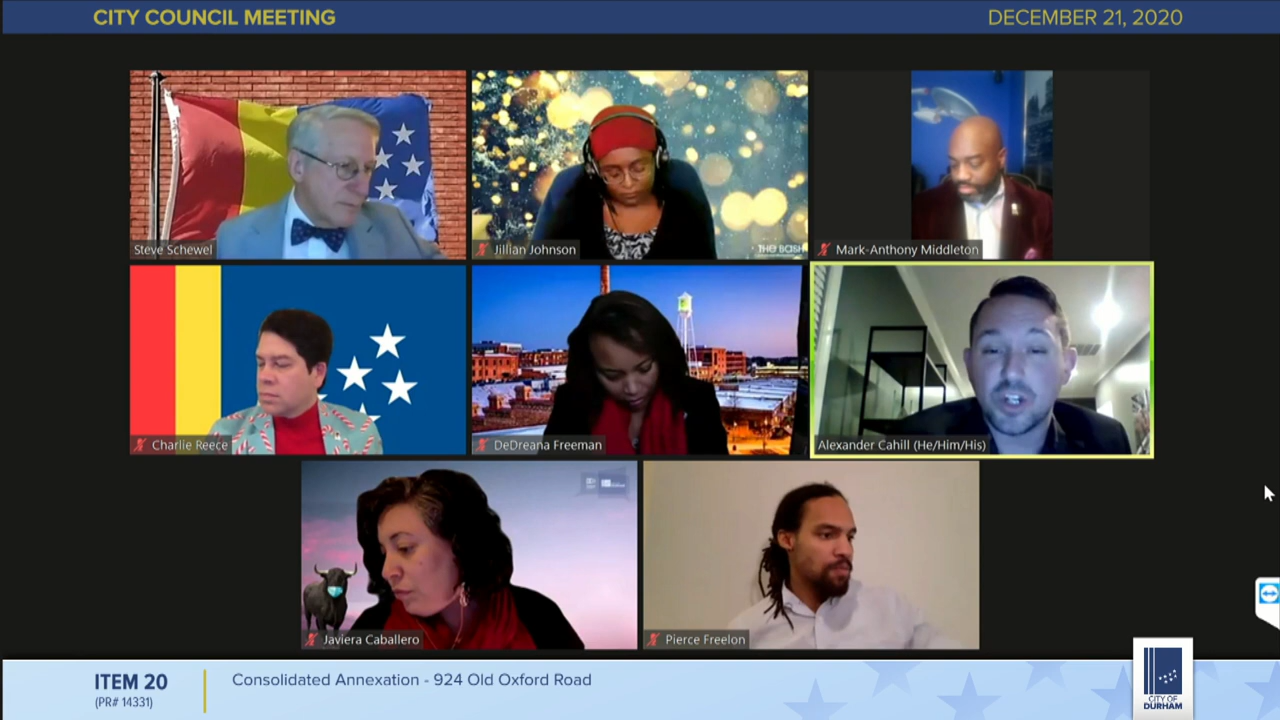 CITY COUNCIL MEETING
DECEMBER 21, 2020
Steve Schewel
Jillian Johnson
Mark-Anthony Middleton
Charlie Reece
DeDreana Freeman
Alexander Cahill (He/Him/His)
Javiera Caballero
Pierce Freelon
ITEM 20
(PR# 14331)
Consolidated Annexation - 924 Old Oxford Road
CITY OF
DURHAM